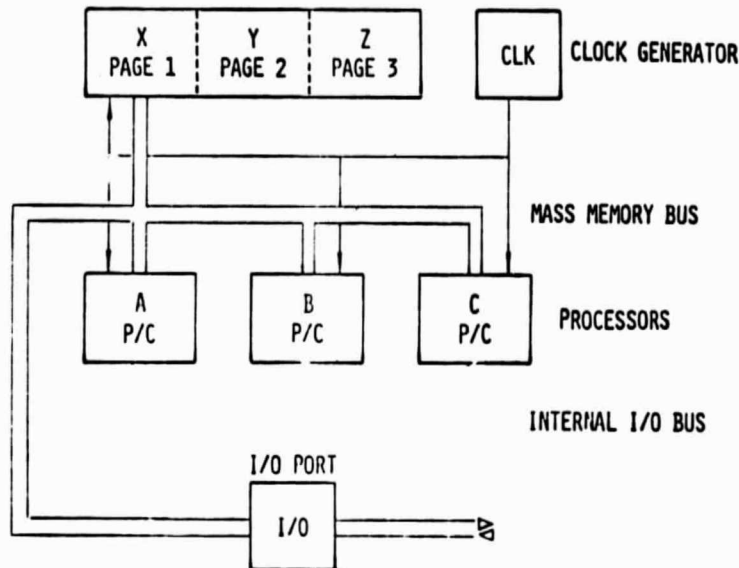 X
PAGE 1
Y
PAGE 2
Z
PAGE 3
CLK
CLOCK GENERATOR
MASS MEMORY BUS
A
P/C
B
P/C
C
P/C
PROCESSORS
INTERNAL I/O BUS
I/O PORT
I/O